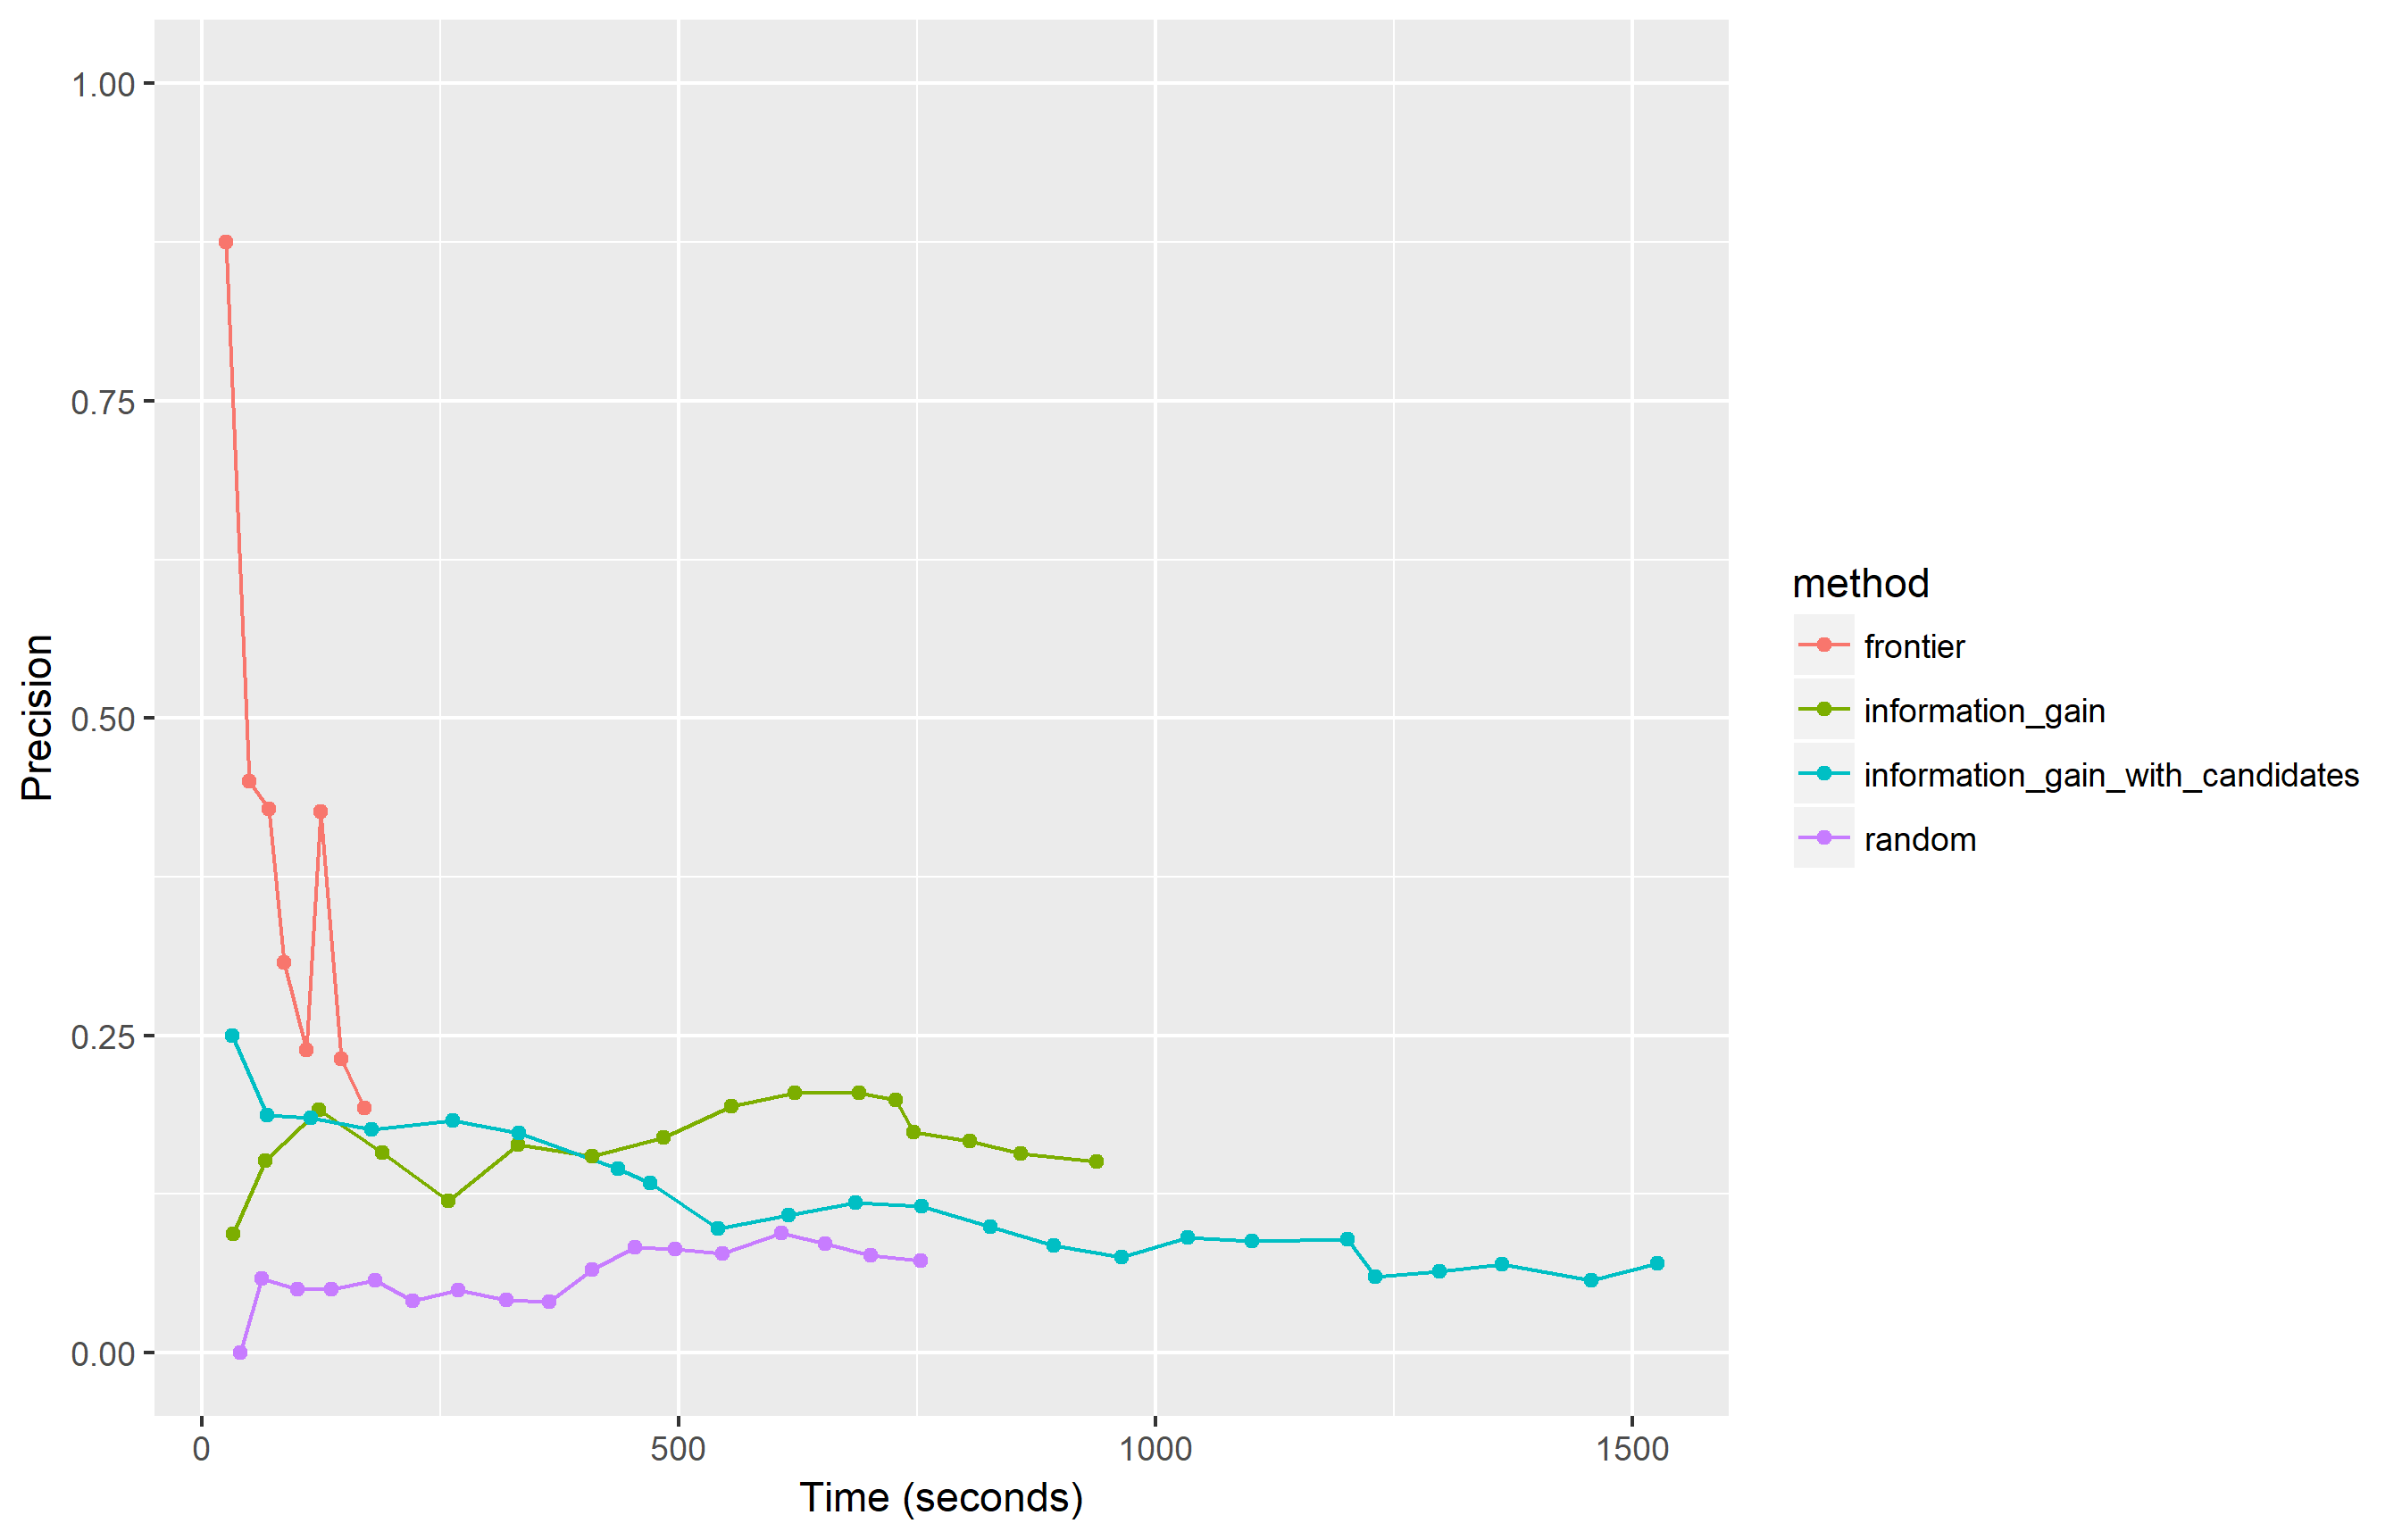 1.00
0.75
0.50
0.25
0.00
Precision
0 500 1000 1500
Time (seconds)
method
frontier
information_gain
information_gain_with_candidates
random